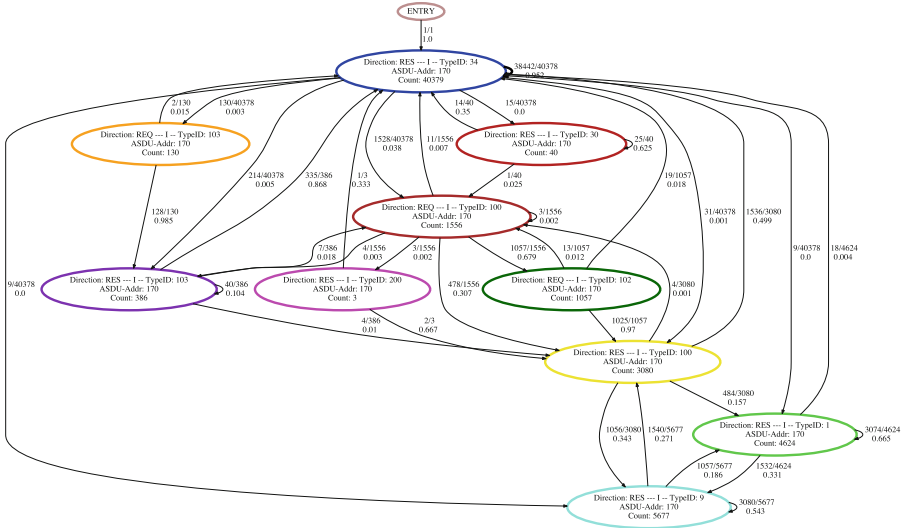 ENTRY
1/1
1.0
Direction: RES --- I -- TypeID: 34
ASDU-Addr: 170
Count: 40379
38442/40378
0.952
2/130
0.015
130/40378
0.003
14/40
0.35
15/40378
0.0
Direction: REQ --- I -- TypeID: 103
ASDU-Addr: 170
Count: 130
1528/40378
0.038
11/1556
0.007
Direction: RES --- I -- TypeID: 30
ASDU-Addr: 170
Count: 40
25/40
0.625
214/40378
0.005
335/386
0.868
1/3
0.333
1/40
0.025
19/1057
0.018
128/130
0.985
Direction: REQ --- I -- TypeID: 100
ASDU-Addr: 170
Count: 1556
3/1556
0.002
31/40378
0.001
1536/3080
0.499
7/386
0.018
4/1556
0.003
3/1556
0.002
1057/1556
0.679
13/1057
0.012
9/40378
0.0
18/4624
0.004
9/40378
0.0
Direction: RES --- I -- TypeID: 103
ASDU-Addr: 170
Count: 386
40/386
0.104
Direction: RES --- I -- TypeID: 200
ASDU-Addr: 170
Count: 3
478/1556
0.307
Direction: REQ --- I -- TypeID: 102
ASDU-Addr: 170
Count: 1057
4/3080
0.001
4/386
0.01
2/3
0.667
1025/1057
0.97
Direction: RES --- I -- TypeID: 100
ASDU-Addr: 170
Count: 3080
484/3080
0.157
1056/3080
0.343
1540/5677
0.271
Direction: RES --- I -- TypeID: 1
ASDU-Addr: 170
Count: 4624
3074/4624
0.665
1057/5677
0.186
1532/4624
0.331
Direction: RES --- I -- TypeID: 9
ASDU-Addr: 170
Count: 5677
3080/5677
0.543